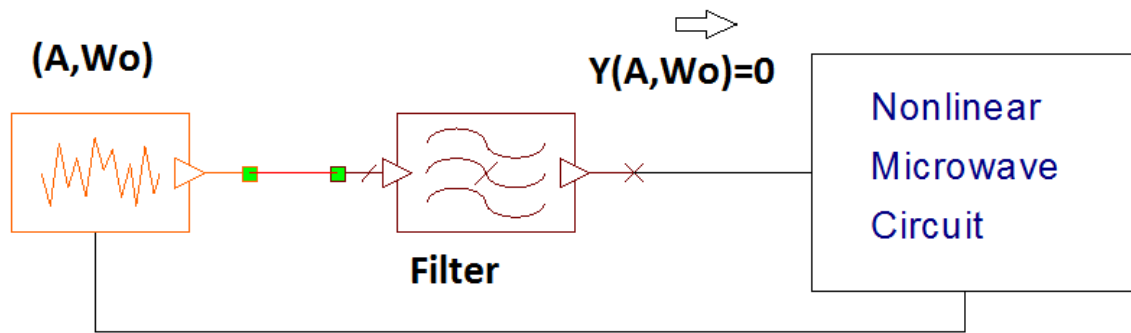 (A,Wo)
Y(A,Wo)=0
Nonlinear
Microwave
Circuit
Filter